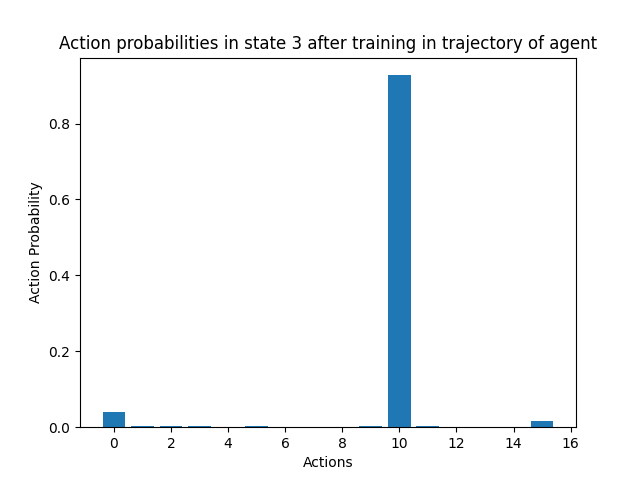 Action probabilities in state 3 after training in trajectory of agent
Action Probability
0.8
0.6
0.4
0.2
0.0
0 2 4 6 8 10 12 14 16
Actions